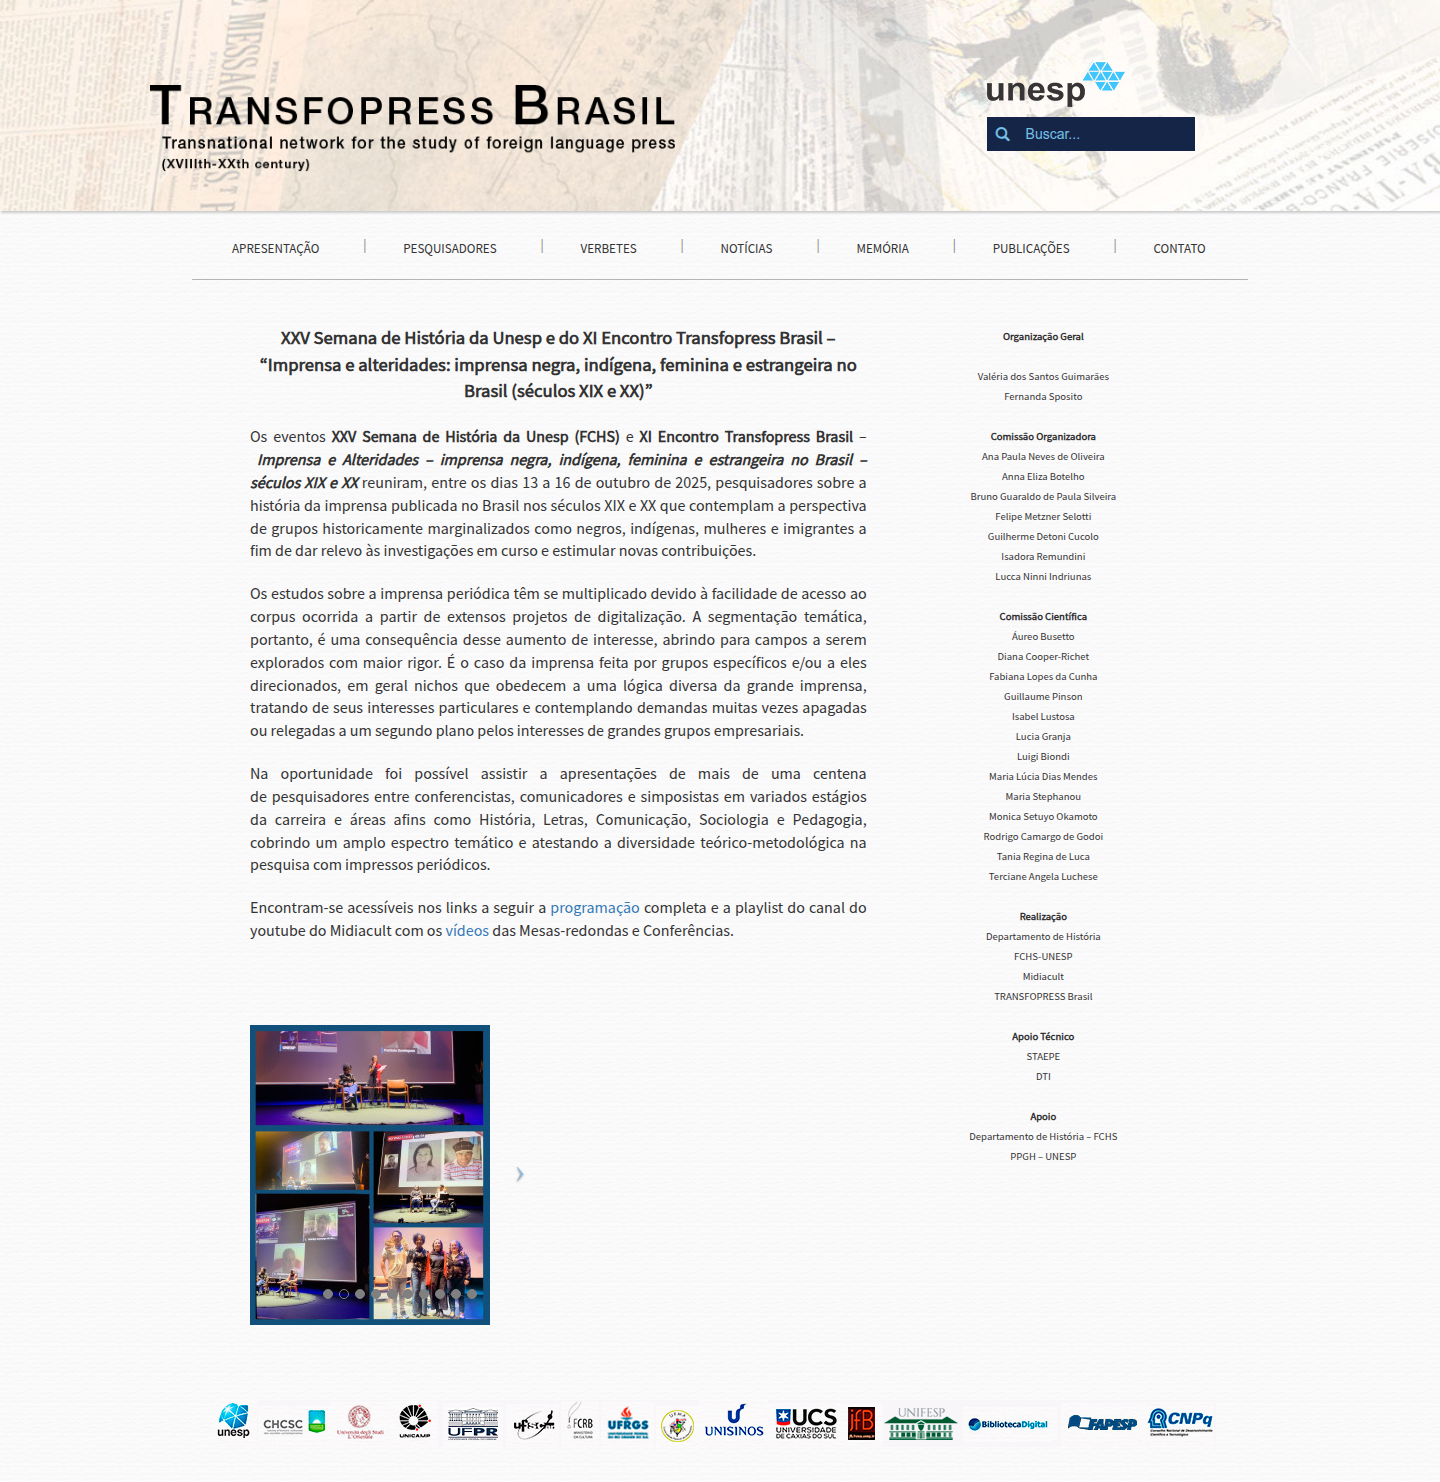 TRANSFOPRESS BRASIL
Transnational network for the study of foreign language press
(XVIIIth-XXth century)
unesp
Buscar...
APRESENTAÇÃO
PESQUISADORES
VERBETES
NOTÍCIAS
MEMÓRIA
PUBLICAÇÕES
CONTATO
XXV Semana de História da Unesp e do XI Encontro Transfopress Brasil –
“Imprensa e alteridades: imprensa negra, indígena, feminina e estrangeira no
Brasil (séculos XIX e XX)”
Os eventos XXV Semana de História da Unesp (FCHS) e XI Encontro Transfopress Brasil –
Imprensa e Alteridades – imprensa negra, indígena, feminina e estrangeira no Brasil –
séculos XIX e XX reuniram, entre os dias 13 a 16 de outubro de 2025, pesquisadores sobre a
história da imprensa publicada no Brasil nos séculos XIX e XX que contemplam a perspectiva
de grupos historicamente marginalizados como negros, indígenas, mulheres e imigrantes a
fim de dar relevo às investigações em curso e estimular novas contribuições.
Os estudos sobre a imprensa periódica têm se multiplicado devido à facilidade de acesso ao
corpus ocorrida a partir de extensos projetos de digitalização. A segmentação temática,
portanto, é uma consequência desse aumento de interesse, abrindo para campos a serem
explorados com maior rigor. É o caso da imprensa feita por grupos específicos e/ou a eles
direcionados, em geral nichos que obedecem a uma lógica diversa da grande imprensa,
tratando de seus interesses particulares e contemplando demandas muitas vezes apagadas
ou relegadas a um segundo plano pelos interesses de grandes grupos empresariais.
Na oportunidade foi possível assistir a apresentações de mais de uma centena
de pesquisadores entre conferencistas, comunicadores e simposistas em variados estágios
da carreira e áreas afins como História, Letras, Comunicação, Sociologia e Pedagogia,
cobrindo um amplo espectro temático e atestando a diversidade teórico-metodológica na
pesquisa com impressos periódicos.
Encontram-se acessíveis nos links a seguir a programação completa e a playlist do canal do
youtube do Midiacult com os vídeos das Mesas-redondas e Conferências.
Organização Geral
Valéria dos Santos Guimarães
Fernanda Sposito
Comissão Organizadora
Ana Paula Neves de Oliveira
Anna Eliza Botelho
Bruno Guaraldo de Paula Silveira
Felipe Metzner Selotti
Guilherme Detoni Cucolo
Isadora Remundini
Lucca Ninni Indriunas
Comissão Científica
Áureo Busetto
Diana Cooper-Richet
Fabiana Lopes da Cunha
Guillaume Pinson
Isabel Lustosa
Lucia Granja
Luigi Biondi
Maria Lúcia Dias Mendes
Maria Stephanou
Monica Setuyo Okamoto
Rodrigo Camargo de Godoi
Tania Regina de Luca
Terciane Angela Luchese
Realização
Departamento de História
FCHS-UNESP
Midiacult
TRANSFOPRESS Brasil
Apoio Técnico
STAEPE
DTI
Apoio
Departamento de História – FCHS
PPGH – UNESP
unesp
CHCSC
Università degli Studi
L'Orientale
UNICAMP
UFPR
FCRB
UFRGS
UNISINOS
UCS
UNIVERSIDADE
DE CAXIAS DO SUL
UNIFESP
BibliotecaDigital
FAPESP
CNPq
Conselho Nacional de Desenvolvimento
Científico e Tecnológico